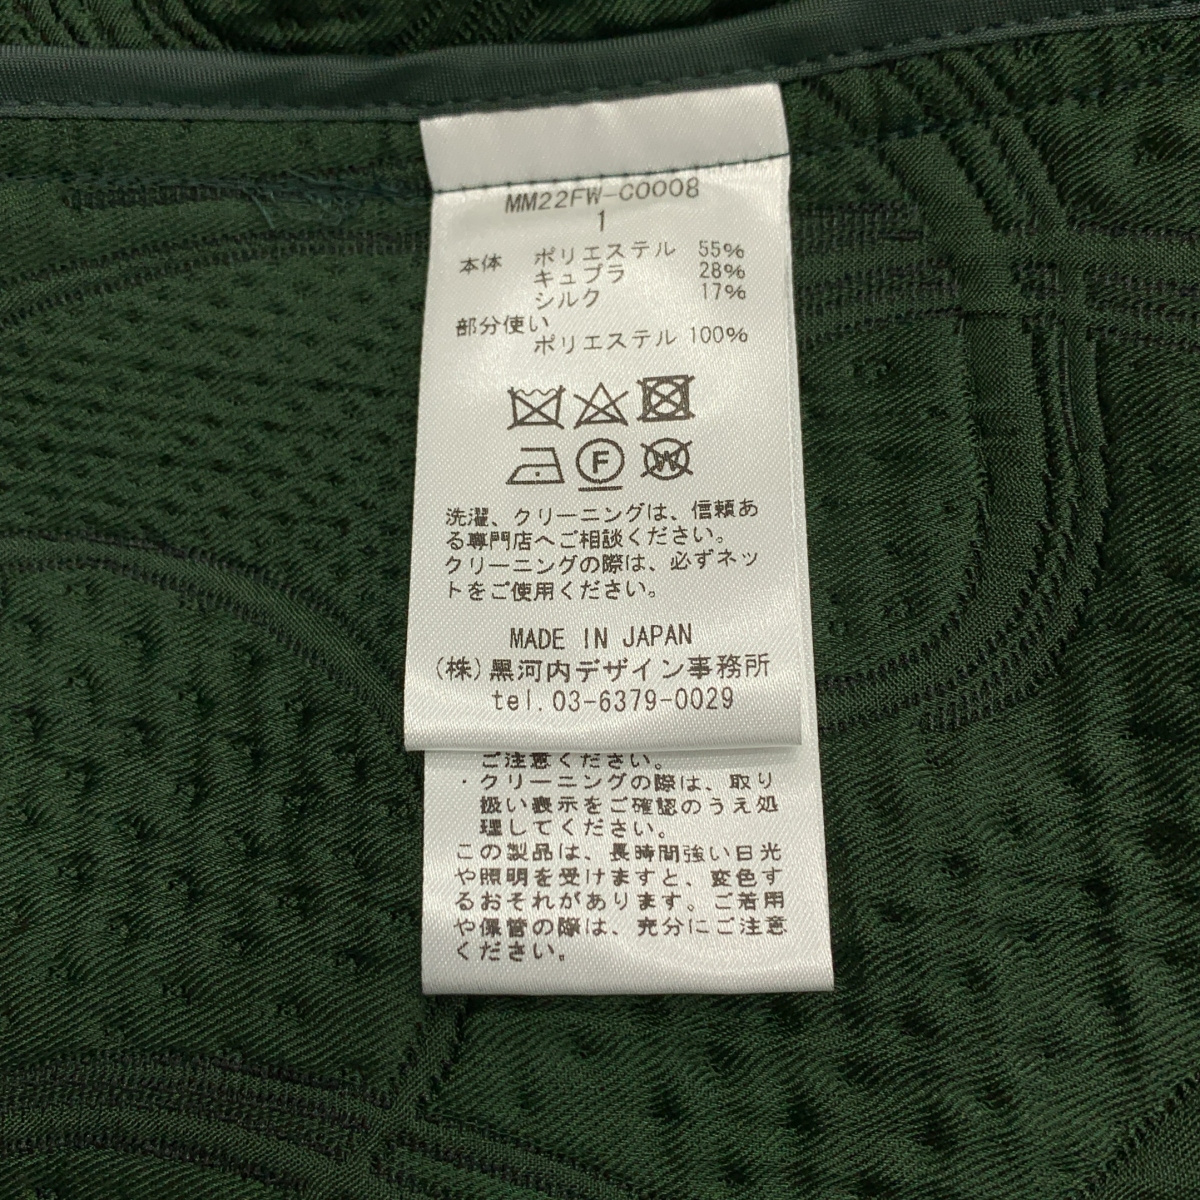 MM22FW-CO008
1
本体 ポリエステル 55%
キュプラ 28%
シルク 17%
部分使い
ポリエステル 100%
F
W
洗濯、クリーニングは、信頼あ
る専門店へご相談ください。
クリーニングの際は、必ずネッ
トをご使用ください。
MADE IN JAPAN
(株)黒河内デザイン事務所
tel.03-6379-0029
ご注意ください。
・クリーニングの際は、取り
扱い表示をご確認のうえ処
理してください。
この製品は、長時間強い日光
や照明を受けますと、変色す
るおそれがあります。ご着用
や保管の際は、充分にご注意
ください。